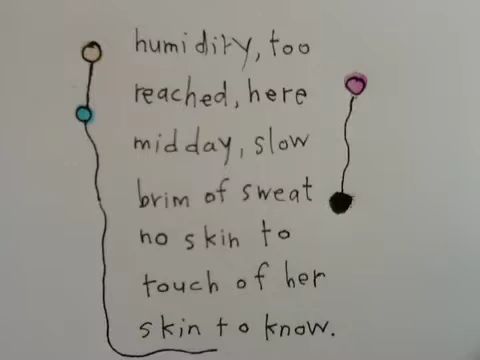 humidity, too
reached, here
midday, slow
brim of sweat
no skin to
touch of her
skin to know.